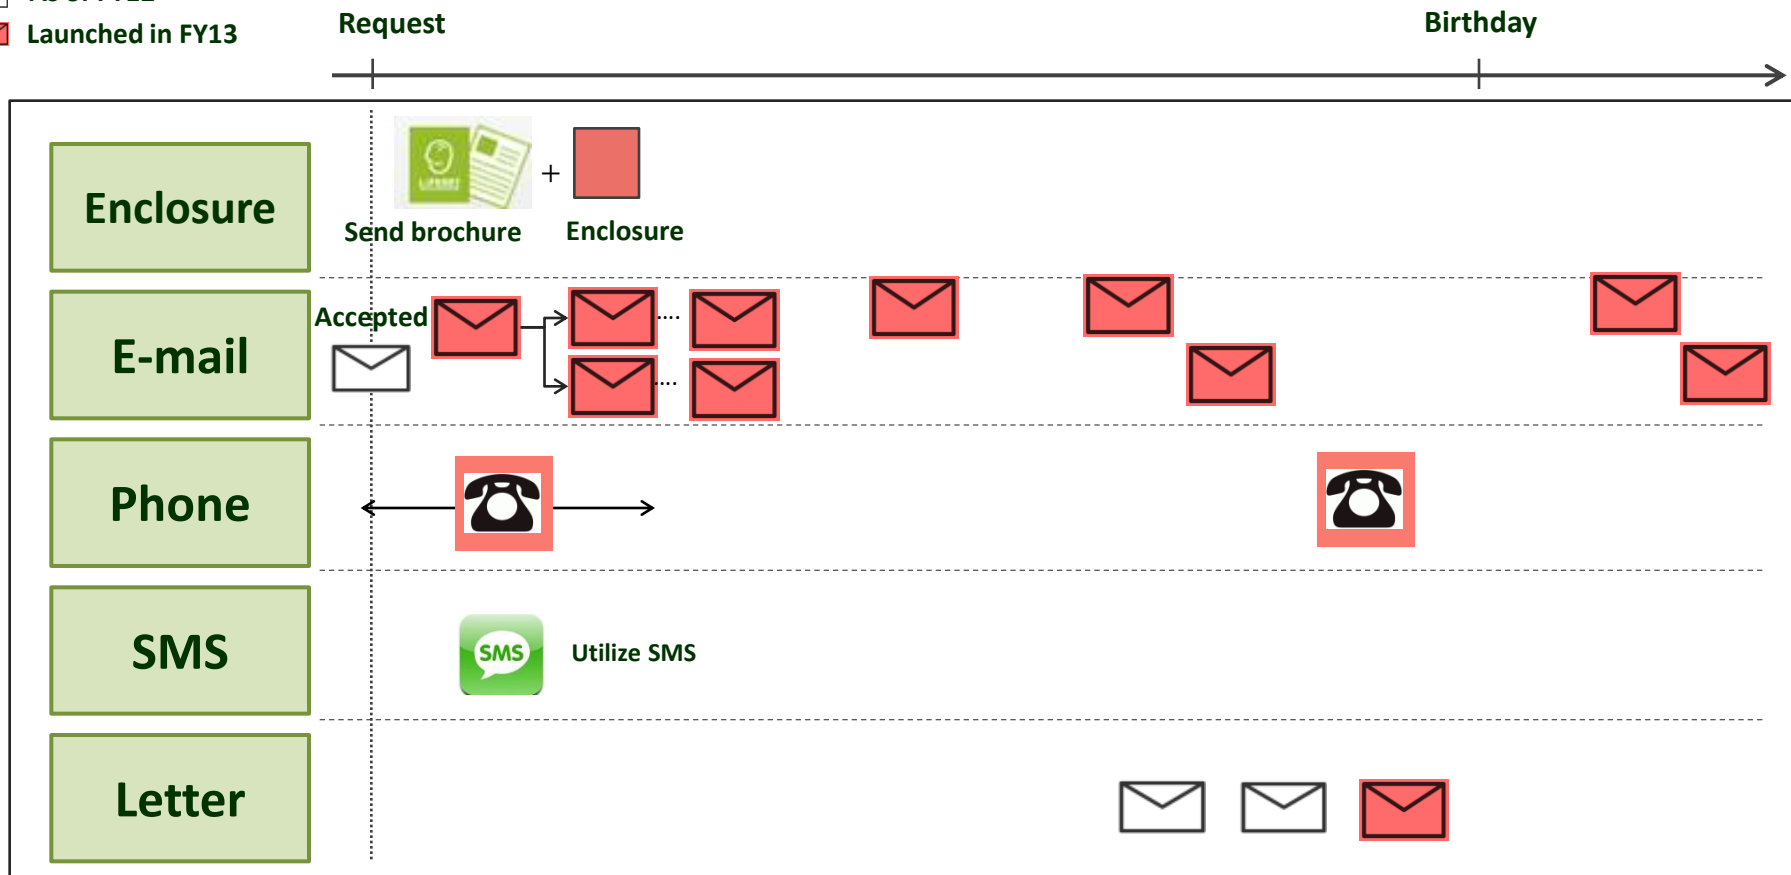 Launched in FY13
Request
Birthday
Enclosure
+
Send brochure
Enclosure
E-mail
Accepted
....
....
Phone
SMS
SMS
Utilize SMS
Letter